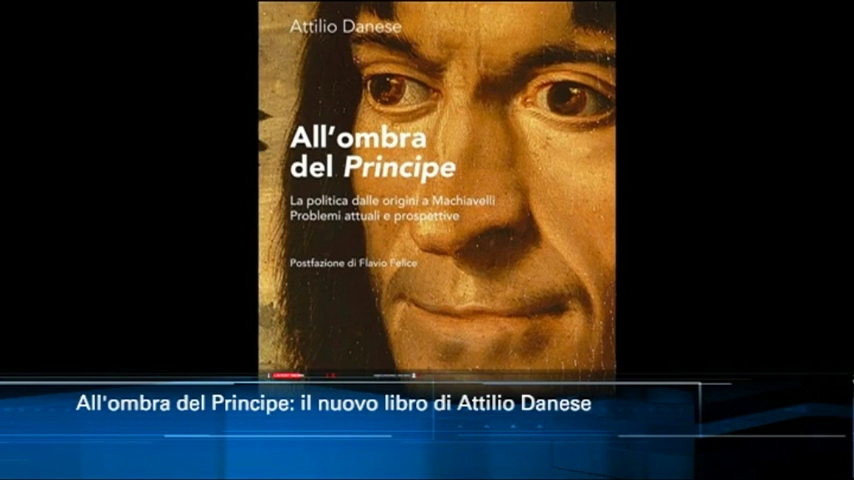 Attilio Danese
All'ombra
del Principe
La politica dalle origini a Machiavelli
Problemi attuali e prospettive
Postfazione di Flavio Felice
All'ombra del Principe: il nuovo libro di Attilio Danese